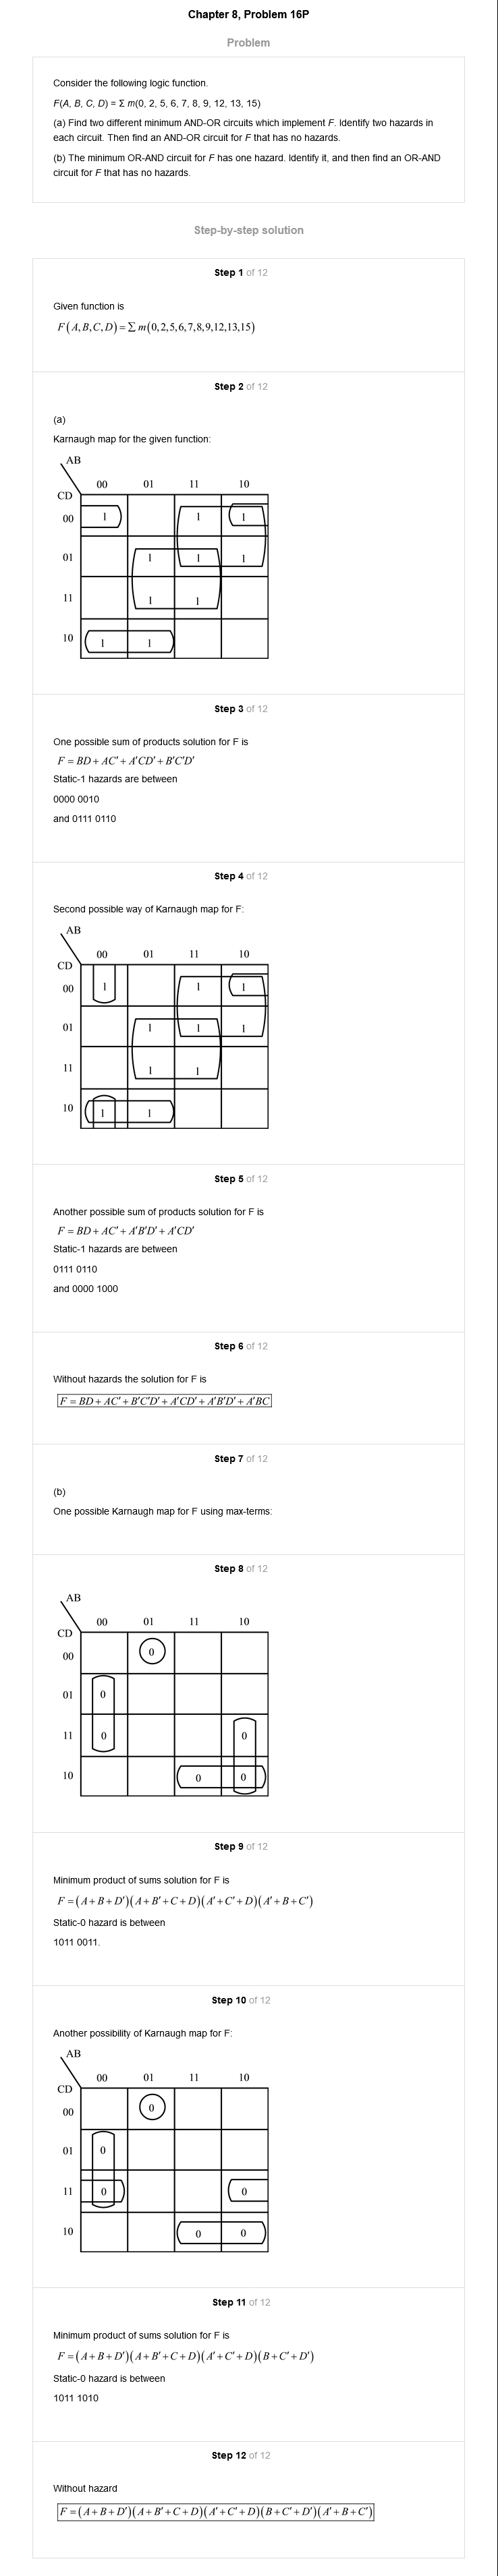 Chapter 8, Problem 16P
Problem
Consider the following logic function.
F(A, B, C, D) = Σ m(0, 2, 5, 6, 7, 8, 9, 12, 13, 15)
(a) Find two different minimum AND-OR circuits which implement F. Identify two hazards in
each circuit. Then find an AND-OR circuit for F that has no hazards.
(b) The minimum OR-AND circuit for F has one hazard. Identify it, and then find an OR-AND
circuit for F that has no hazards.
Step-by-step solution
Step 1 of 12
Given function is
F(A,B,C,D)=∑m(0,2,5,6,7,8,9,12,13,15)
Step 2 of 12
(a)
Karnaugh map for the given function:
AB
00 01 11 10
CD
00 1 1 1
01 1 1 1
11 1 1
10 1 1
Step 3 of 12
One possible sum of products solution for F is
F = BD + AC′ + A′CD′ + B′C′D′
Static-1 hazards are between
0000 0010
and 0111 0110
Step 4 of 12
Second possible way of Karnaugh map for F:
AB
00 01 11 10
CD
00 1 1 1
01 1 1 1
11 1 1
10 1 1
Step 5 of 12
Another possible sum of products solution for F is
F = BD + AC′ + A′B′D′ + A′CD′
Static-1 hazards are between
0111 0110
and 0000 1000
Step 6 of 12
Without hazards the solution for F is
F = BD + AC′ + B′C′D′ + A′CD′ + A′B′D′ + A′BC
Step 7 of 12
(b)
One possible Karnaugh map for F using max-terms:
Step 8 of 12
AB
00 01 11 10
CD
00 0
01 0
11 0 0
10 0 0
Step 9 of 12
Minimum product of sums solution for F is
F = (A + B + D′)(A + B′ + C + D)(A′ + C′ + D)(A′ + B + C′)
Static-0 hazard is between
1011 0011.
Step 10 of 12
Another possibility of Karnaugh map for F:
AB
00 01 11 10
CD
00 0
01 0
11 0 0
10 0 0
Step 11 of 12
Minimum product of sums solution for F is
F = (A + B + D′)(A + B′ + C + D)(A′ + C′ + D)(B + C′ + D′)
Static-0 hazard is between
1011 1010
Step 12 of 12
Without hazard
F = (A + B + D′)(A + B′ + C + D)(A′ + C′ + D)(B + C′ + D′)(A′ + B + C′)